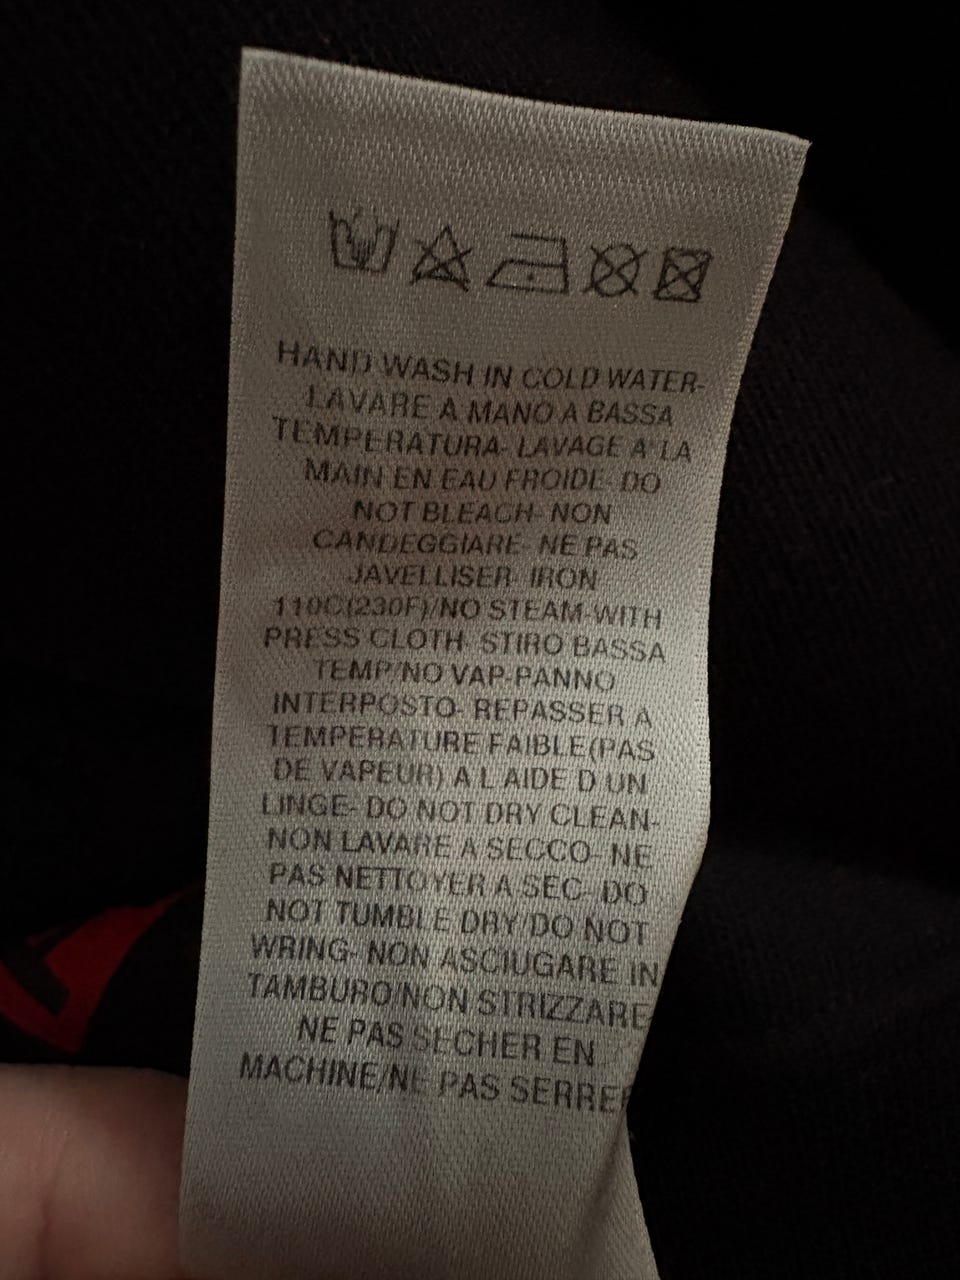 HAND WASH IN COLD WATER-
LAVARE A MANO A BASSA
TEMPERATURA- LAVAGE A LA
MAIN EN EAU FROIDE- DO
NOT BLEACH- NON
CANDEGGIARE- NE PAS
JAVELLISER- IRON
110C(230F)/NO STEAM-WITH
PRESS CLOTH- STIRO BASSA
TEMP/NO VAP-PANNO
INTERPOSTO- REPASSER A
TEMPERATURE FAIBLE(PAS
DE VAPEUR) A L AIDE D UN
LINGE- DO NOT DRY CLEAN-
NON LAVARE A SECCO- NE
PAS NETTOYER A SEC- DO
NOT TUMBLE DRY/DO NOT
WRING- NON ASCIUGARE IN
TAMBURO/NON STRIZZARE
NE PAS SECHER EN
MACHINE/NE PAS SERRER